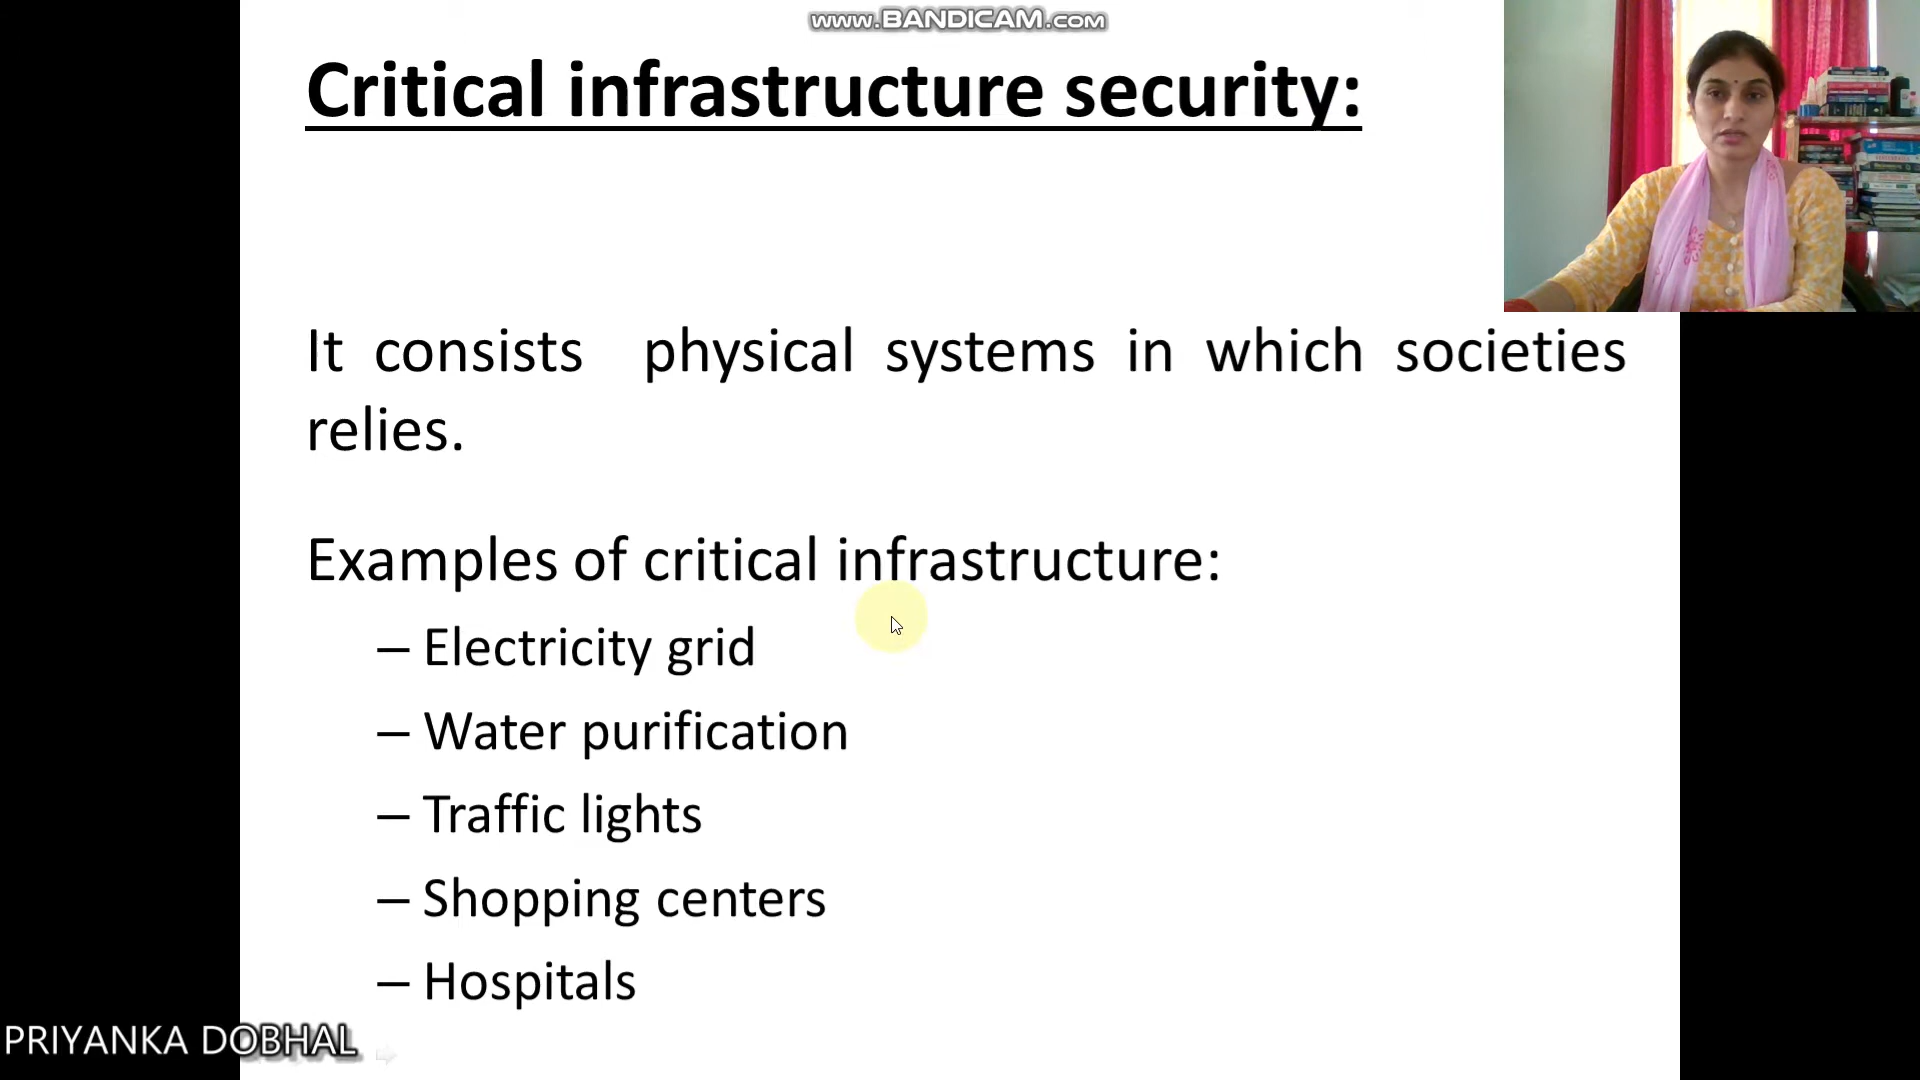 www.BANDICAM.com
Critical infrastructure security:
It consists physical systems in which societies
relies.
Examples of critical infrastructure:
– Electricity grid
– Water purification
– Traffic lights
– Shopping centers
– Hospitals
PRIYANKA DOBHAL